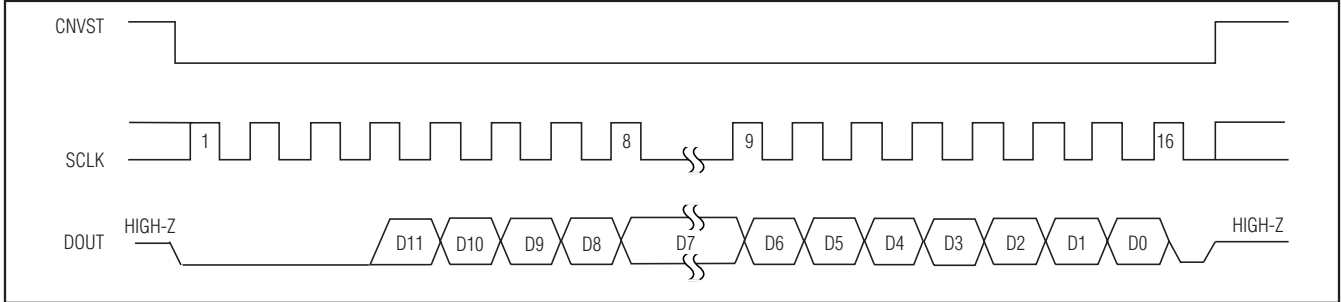 CNVST
SCLK
1
8
9
16
DOUT
HIGH-Z
D11 D10 D9 D8 D7 D6 D5 D4 D3 D2 D1 D0
HIGH-Z